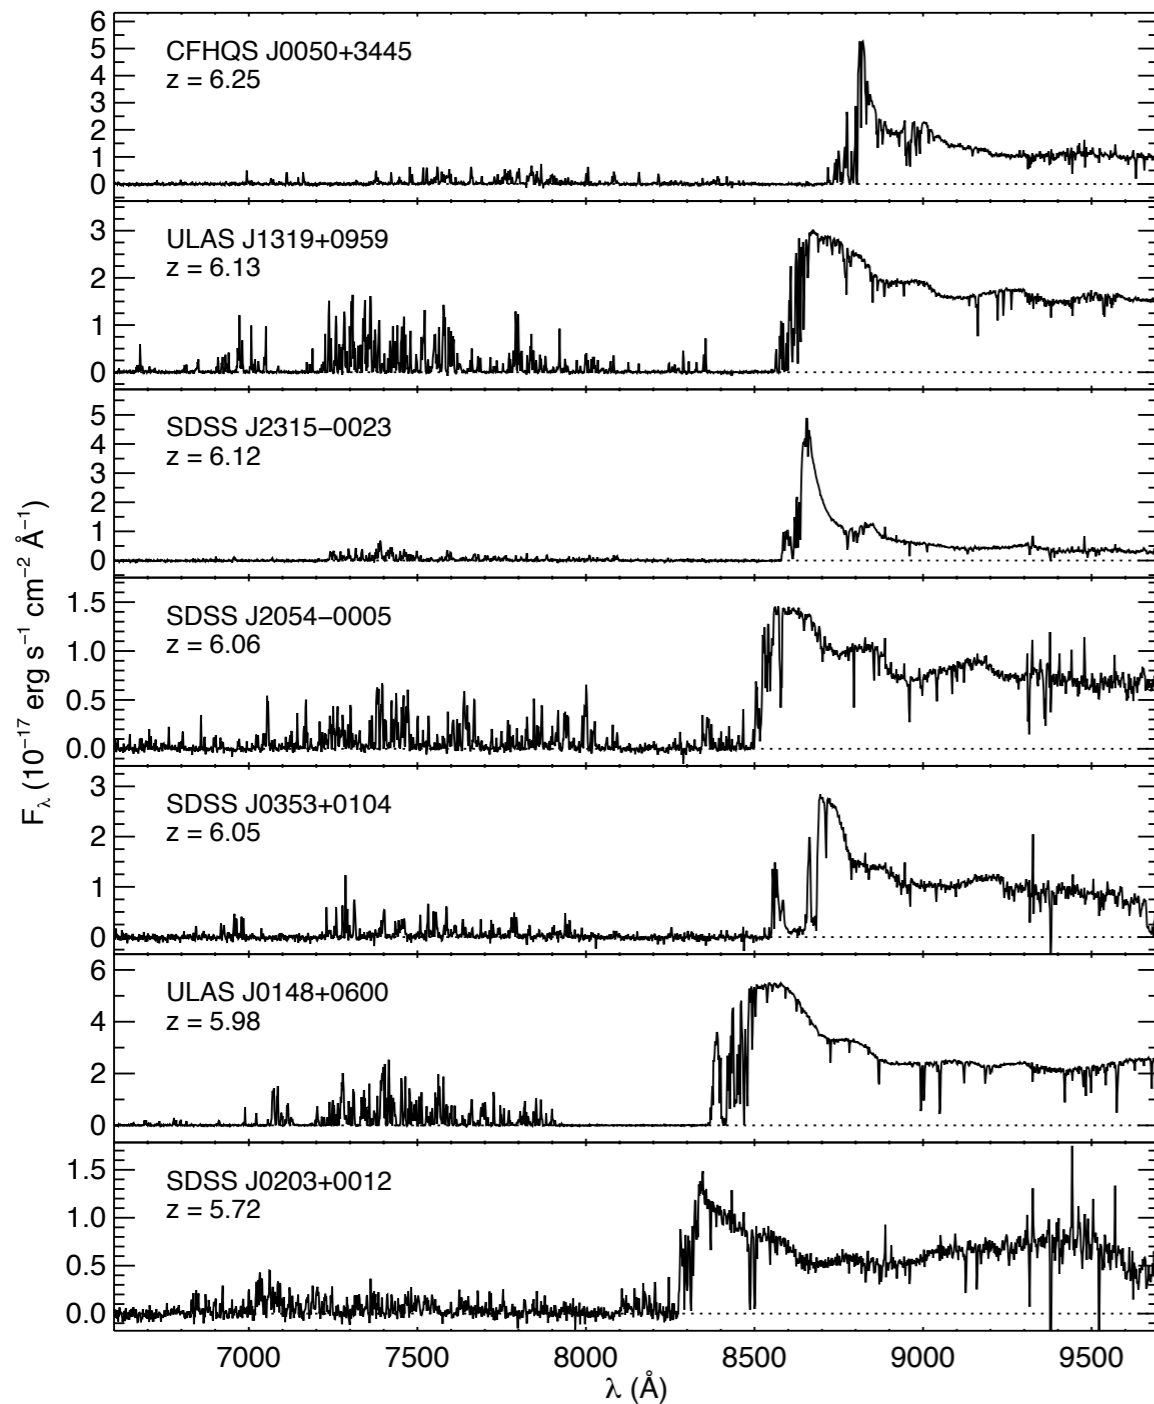 6
5
4
3
2
1
0
CFHQS J0050+3445
z = 6.25
3
2
1
0
ULAS J1319+0959
z = 6.13
5
4
3
2
1
0
SDSS J2315−0023
z = 6.12
1.5
1.0
0.5
0.0
SDSS J2054−0005
z = 6.06
3
2
1
0
SDSS J0353+0104
z = 6.05
6
4
2
0
ULAS J0148+0600
z = 5.98
1.5
1.0
0.5
0.0
SDSS J0203+0012
z = 5.72
Fλ (10⁻¹⁷ erg s⁻¹ cm⁻² Å⁻¹)
7000 7500 8000 8500 9000 9500
λ (Å)